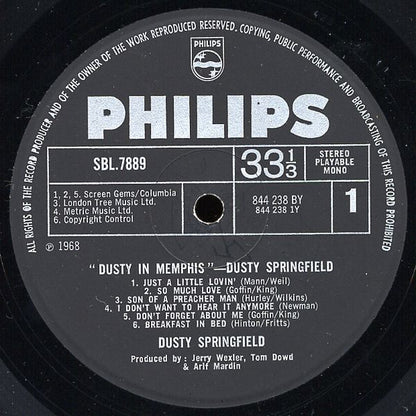 ALL RIGHTS OF THE RECORD PRODUCER AND OF THE OWNER OF THE WORK REPRODUCED RESERVED. COPYING, PUBLIC PERFORMANCE AND BROADCASTING OF THIS RECORD PROHIBITED
PHILIPS
PHILIPS
SBL.7889
33⅓
STEREO
PLAYABLE
MONO
1, 2, 5. Screen Gems/Columbia
3. London Tree Music Ltd.
4. Metric Music Ltd.
6. Copyright Control
844 238 BY
844 238 1Y
1
℗ 1968
"DUSTY IN MEMPHIS"—DUSTY SPRINGFIELD
1. JUST A LITTLE LOVIN' (Mann/Weil)
2. SO MUCH LOVE (Goffin/King)
3. SON OF A PREACHER MAN (Hurley/Wilkins)
4. I DON'T WANT TO HEAR IT ANYMORE (Newman)
5. DON'T FORGET ABOUT ME (Goffin/King)
6. BREAKFAST IN BED (Hinton/Fritts)
DUSTY SPRINGFIELD
Produced by: Jerry Wexler, Tom Dowd
& Arif Mardin